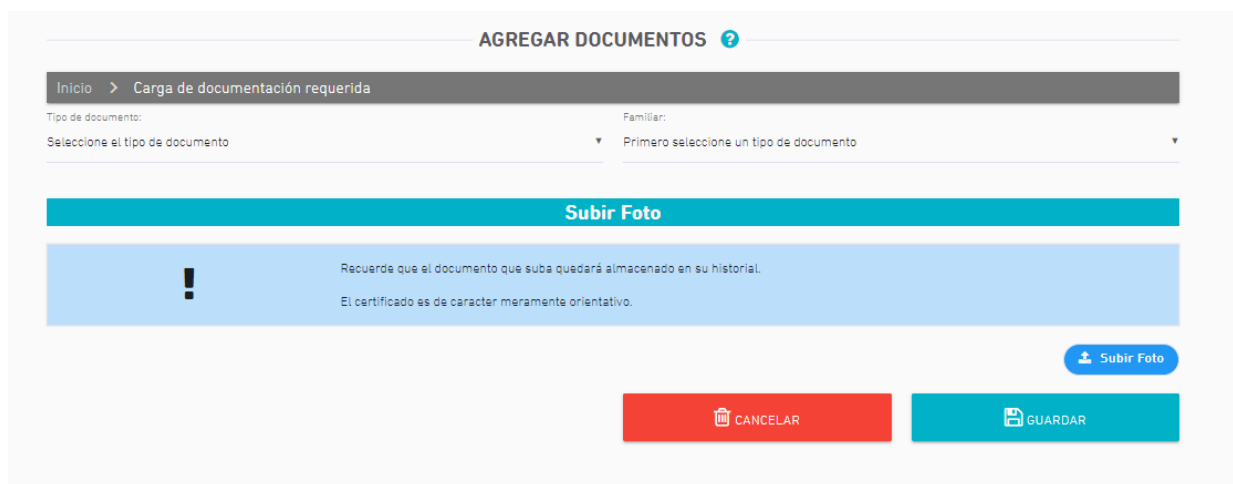 AGREGAR DOCUMENTOS ?
Inicio > Carga de documentación requerida
Tipo de documento:
Familiar:
Seleccione el tipo de documento
Primero seleccione un tipo de documento
Subir Foto
!
Recuerde que el documento que suba quedará almacenado en su historial.
El certificado es de caracter meramente orientativo.
Subir Foto
CANCELAR
GUARDAR